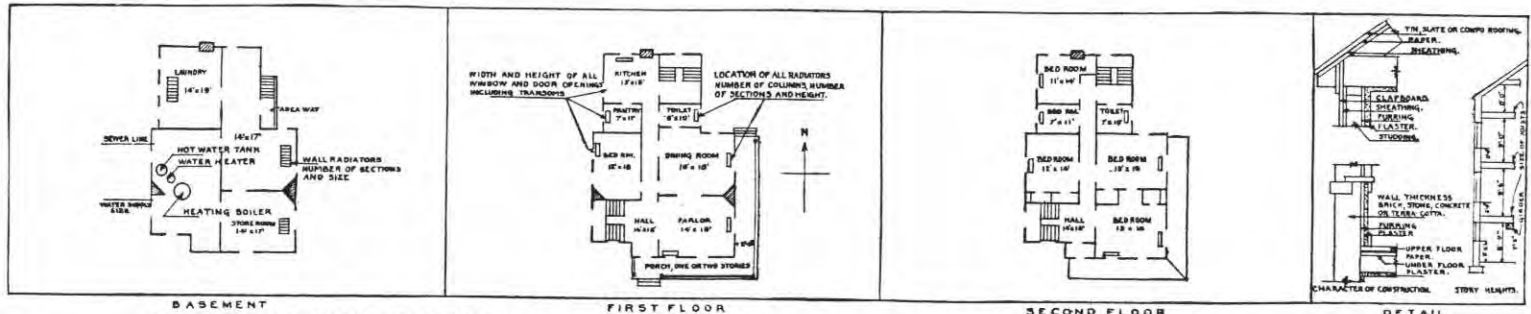 LAUNDRY
14'x19'
AREA WAY
SEWER LINE
14'x17'
HOT WATER TANK
WATER HEATER
WALL RADIATORS
NUMBER OF SECTIONS
AND SIZE
WATER SUPPLY
SIZE
HEATING BOILER
STORE ROOM
14'x17'
BASEMENT
WIDTH AND HEIGHT OF ALL
WINDOW AND DOOR OPENINGS
INCLUDING TRANSOMS
KITCHEN
LOCATION OF ALL RADIATORS
NUMBER OF COLUMNS, NUMBER
OF SECTIONS AND HEIGHT.
PANTRY
7'x11'
TOILET
N
BED RM.
DINING ROOM
HALL
PARLOR
PORCH, ONE OR TWO STORIES
FIRST FLOOR
BED ROOM
11'x14'
BED RM.
7'x11'
TOILET
BED ROOM
BED ROOM
HALL
BED ROOM
SECOND FLOOR
TIN, SLATE OR COMPO ROOFING.
PAPER.
SHEATHING.
CLAPBOARD
SHEATHING.
FURRING
PLASTER.
STUDDING.
WALL THICKNESS
BRICK, STONE, CONCRETE
OR TERRA-COTTA.
FURRING
PLASTER
UPPER FLOOR
PAPER.
UNDER FLOOR
PLASTER.
GIRDER
SIZE OF JOISTS
CHARACTER OF CONSTRUCTION
STORY HEIGHTS.
DETAIL